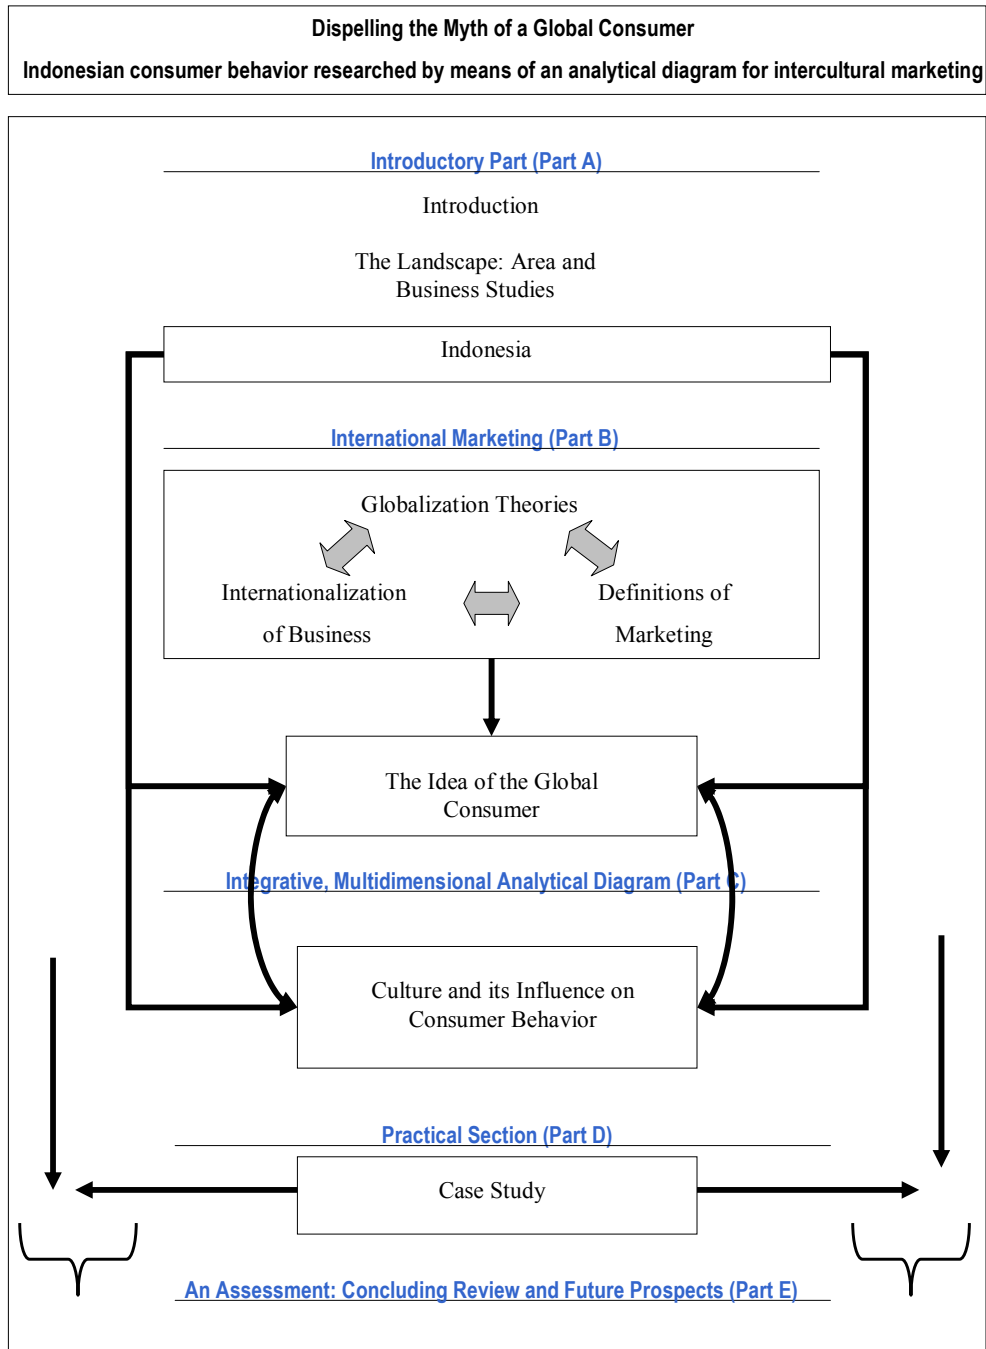 Dispelling the Myth of a Global Consumer
Indonesian consumer behavior researched by means of an analytical diagram for intercultural marketing
Introductory Part (Part A)
Introduction
The Landscape: Area and
Business Studies
Indonesia
International Marketing (Part B)
Globalization Theories
Internationalization
of Business
Definitions of
Marketing
The Idea of the Global
Consumer
Integrative, Multidimensional Analytical Diagram (Part C)
Culture and its Influence on
Consumer Behavior
Practical Section (Part D)
Case Study
An Assessment: Concluding Review and Future Prospects (Part E)